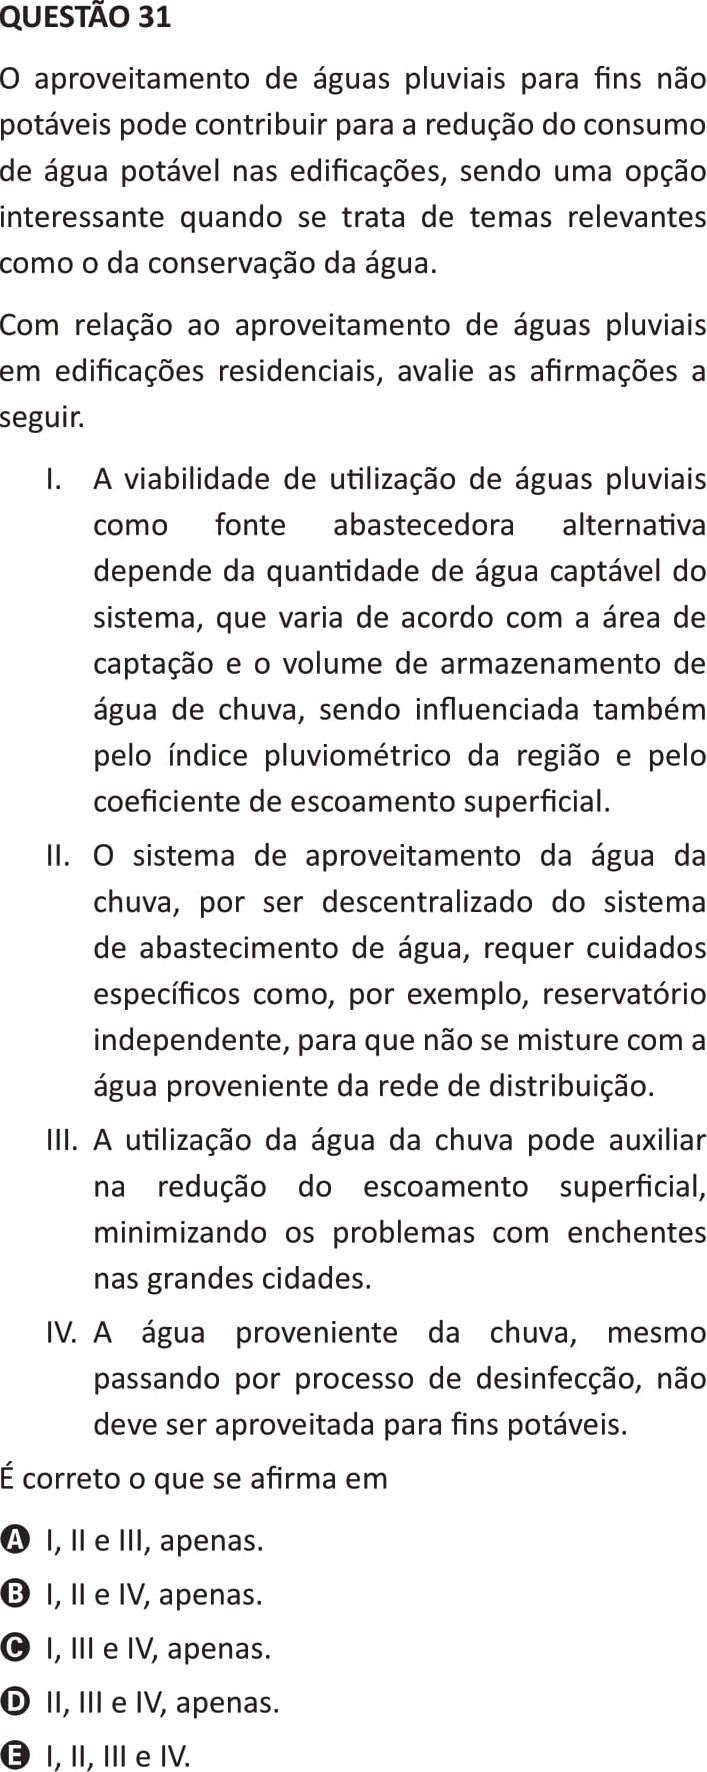 QUESTÃO 31
O aproveitamento de águas pluviais para fins não
potáveis pode contribuir para a redução do consumo
de água potável nas edificações, sendo uma opção
interessante quando se trata de temas relevantes
como o da conservação da água.
Com relação ao aproveitamento de águas pluviais
em edificações residenciais, avalie as afirmações a
seguir.
I. A viabilidade de utilização de águas pluviais
como fonte abastecedora alternativa
depende da quantidade de água captável do
sistema, que varia de acordo com a área de
captação e o volume de armazenamento de
água de chuva, sendo influenciada também
pelo índice pluviométrico da região e pelo
coeficiente de escoamento superficial.
II. O sistema de aproveitamento da água da
chuva, por ser descentralizado do sistema
de abastecimento de água, requer cuidados
específicos como, por exemplo, reservatório
independente, para que não se misture com a
água proveniente da rede de distribuição.
III. A utilização da água da chuva pode auxiliar
na redução do escoamento superficial,
minimizando os problemas com enchentes
nas grandes cidades.
IV. A água proveniente da chuva, mesmo
passando por processo de desinfecção, não
deve ser aproveitada para fins potáveis.
É correto o que se afirma em
A I, II e III, apenas.
B I, II e IV, apenas.
C I, III e IV, apenas.
D II, III e IV, apenas.
E I, II, III e IV.